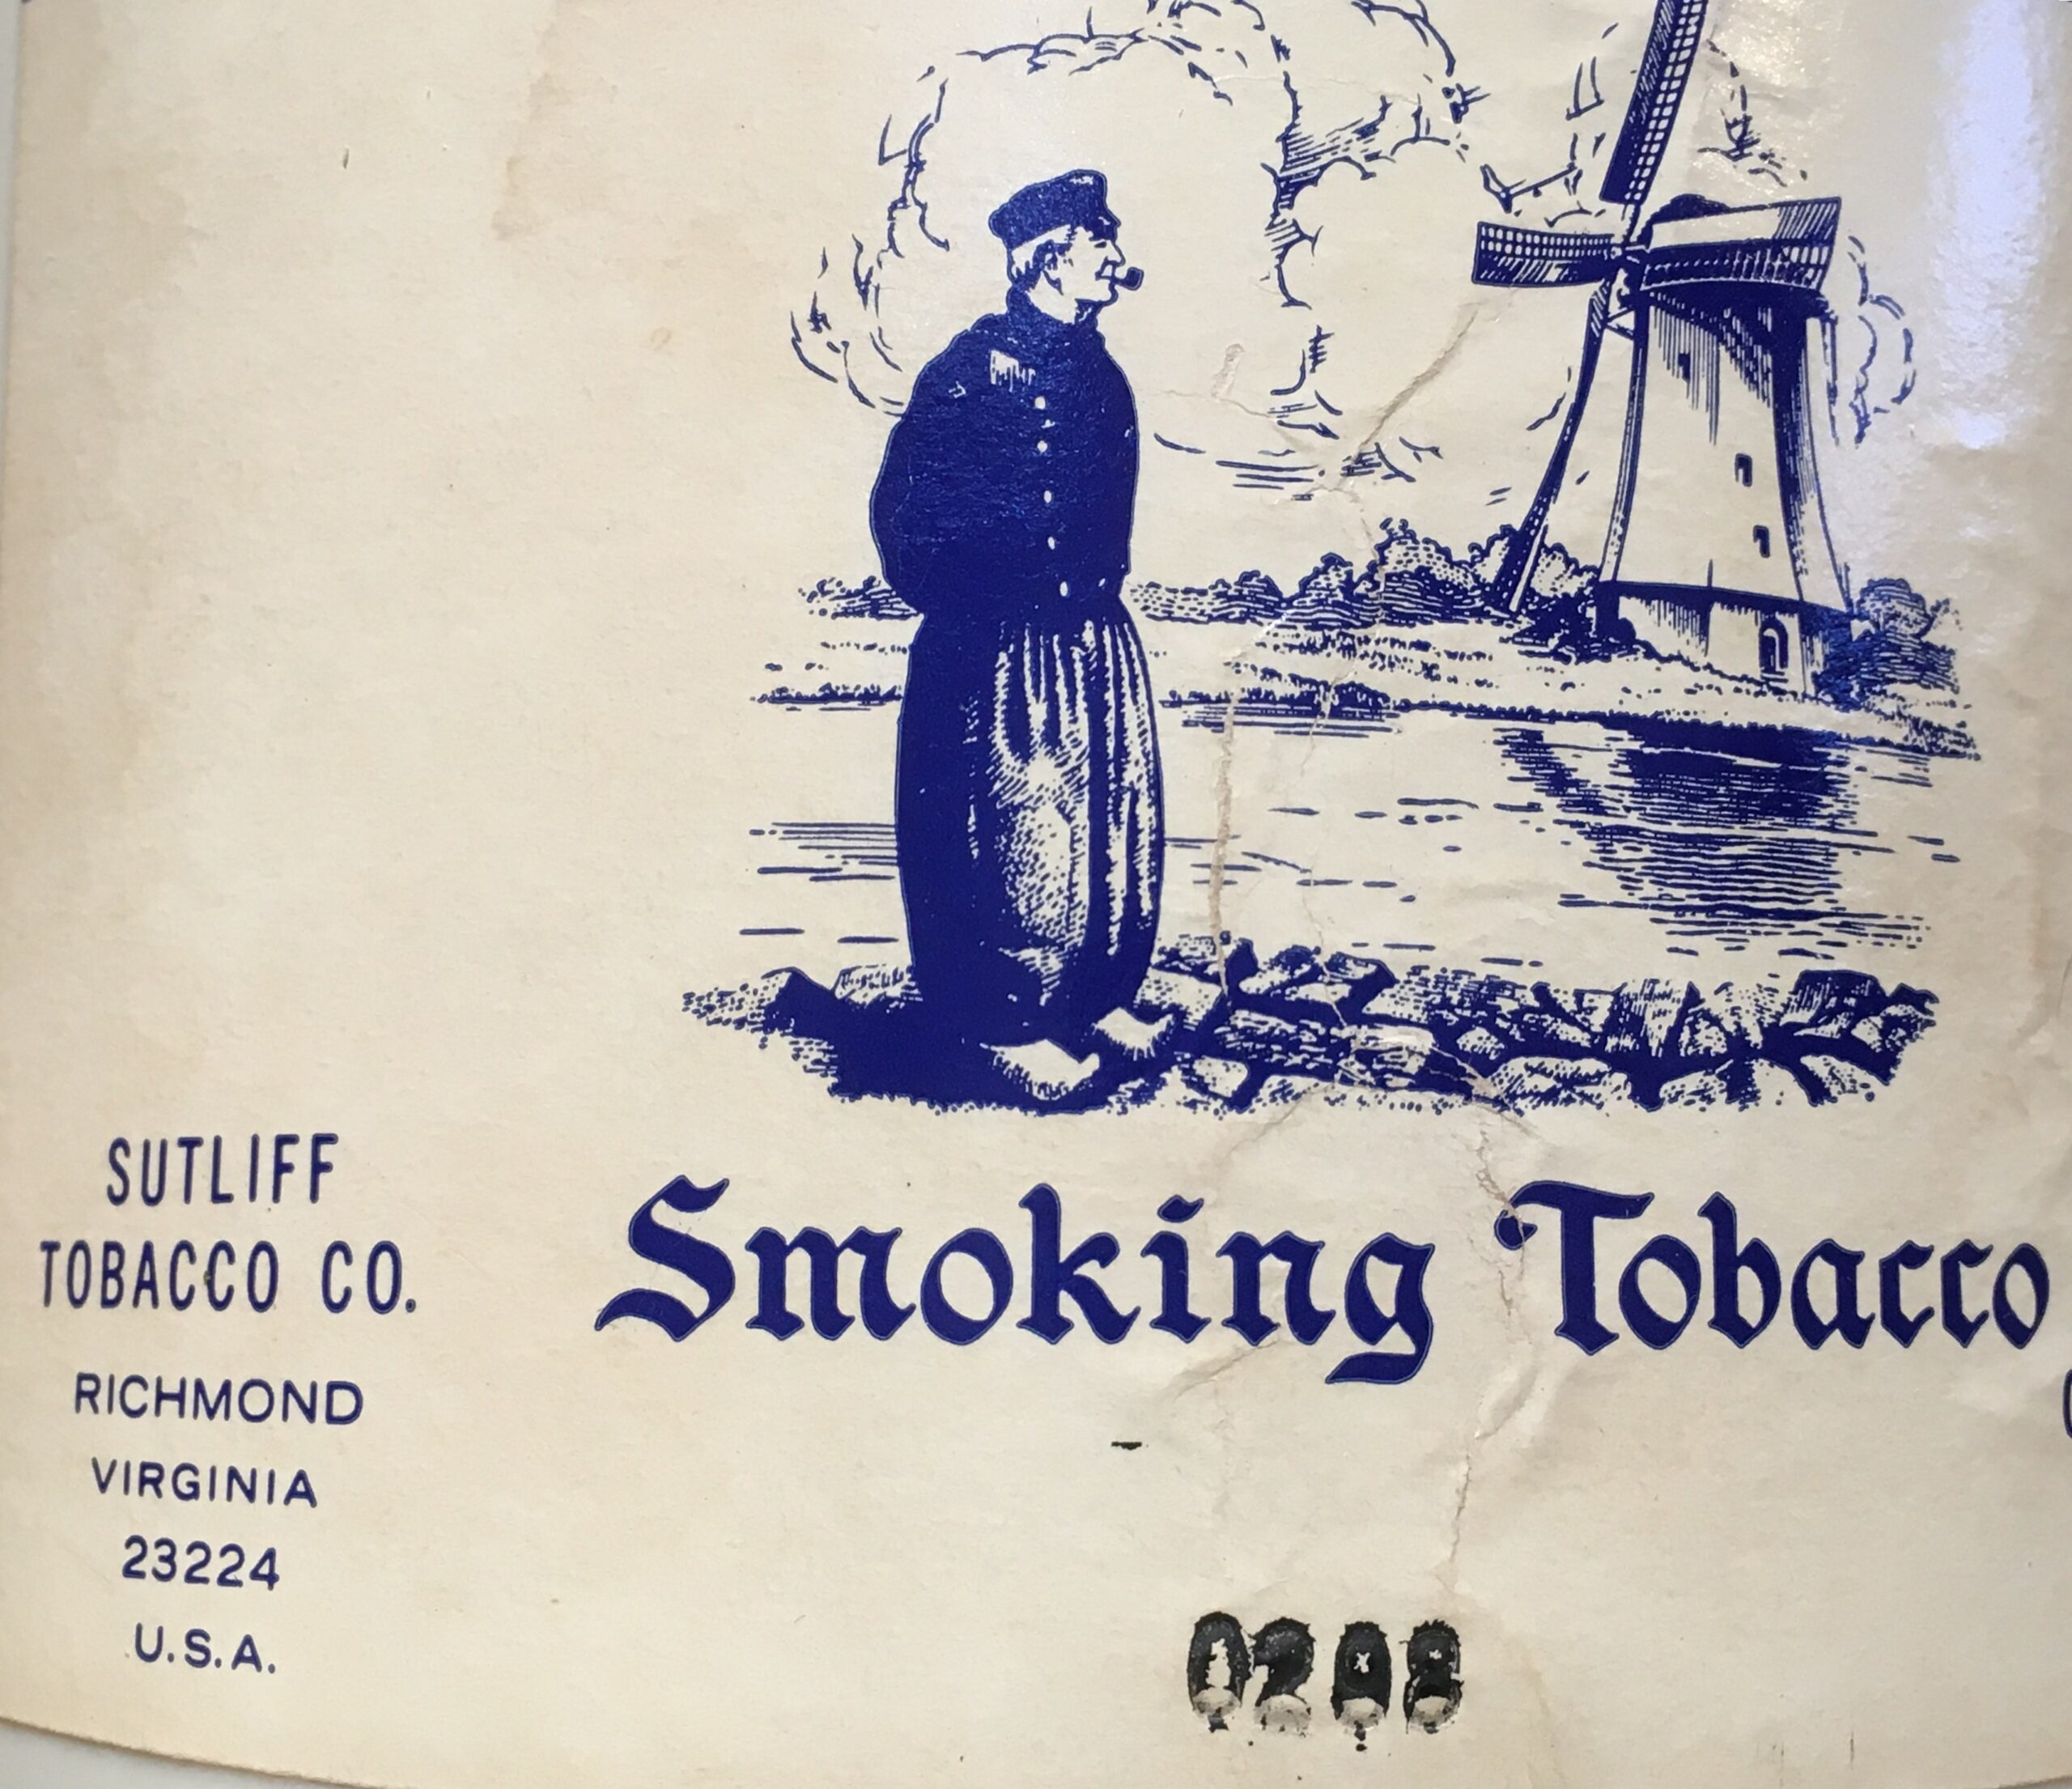 Smoking Tobacco
SUTLIFF
TOBACCO CO.
RICHMOND
VIRGINIA
23224
U.S.A.